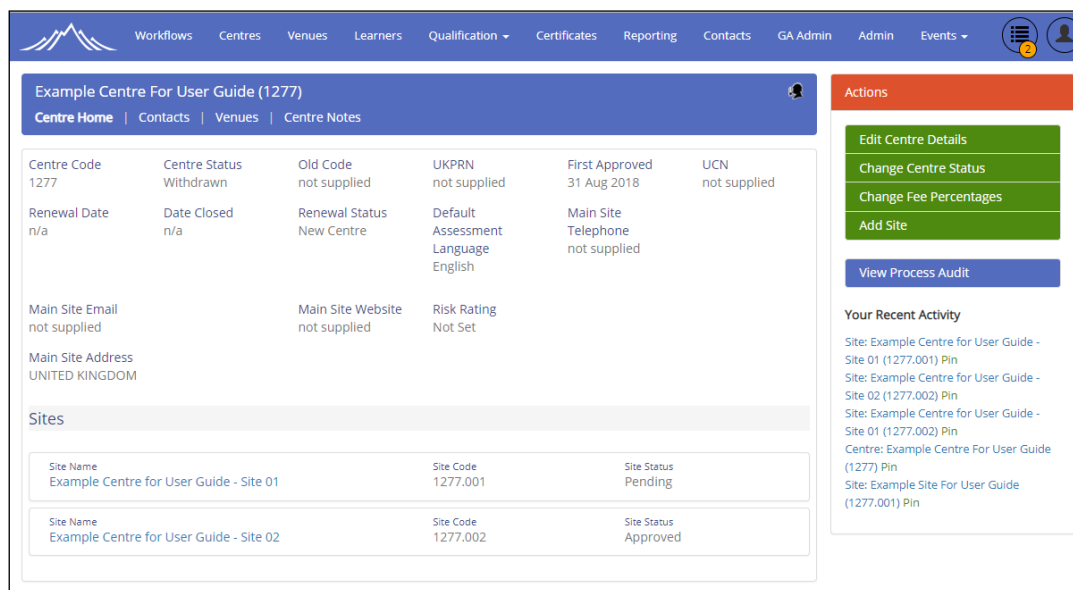 Workflows Centres Venues Learners Qualification Certificates Reporting Contacts GA Admin Admin Events 2
Example Centre For User Guide (1277)
Centre Home | Contacts | Venues | Centre Notes
Centre Code Centre Status Old Code UKPRN First Approved UCN
1277 Withdrawn not supplied not supplied 31 Aug 2018 not supplied
Renewal Date Date Closed Renewal Status Default Main Site
n/a n/a New Centre Assessment Telephone
Language not supplied
English
Main Site Email Main Site Website Risk Rating
not supplied not supplied Not Set
Main Site Address
UNITED KINGDOM
Sites
Site Name Site Code Site Status
Example Centre for User Guide - Site 01 1277.001 Pending
Site Name Site Code Site Status
Example Centre for User Guide - Site 02 1277.002 Approved
Actions
Edit Centre Details
Change Centre Status
Change Fee Percentages
Add Site
View Process Audit
Your Recent Activity
Site: Example Centre for User Guide -
Site 01 (1277.001) Pin
Site: Example Centre for User Guide -
Site 02 (1277.002) Pin
Site: Example Centre for User Guide -
Site 01 (1277.002) Pin
Centre: Example Centre For User Guide
(1277) Pin
Site: Example Site For User Guide
(1277.001) Pin